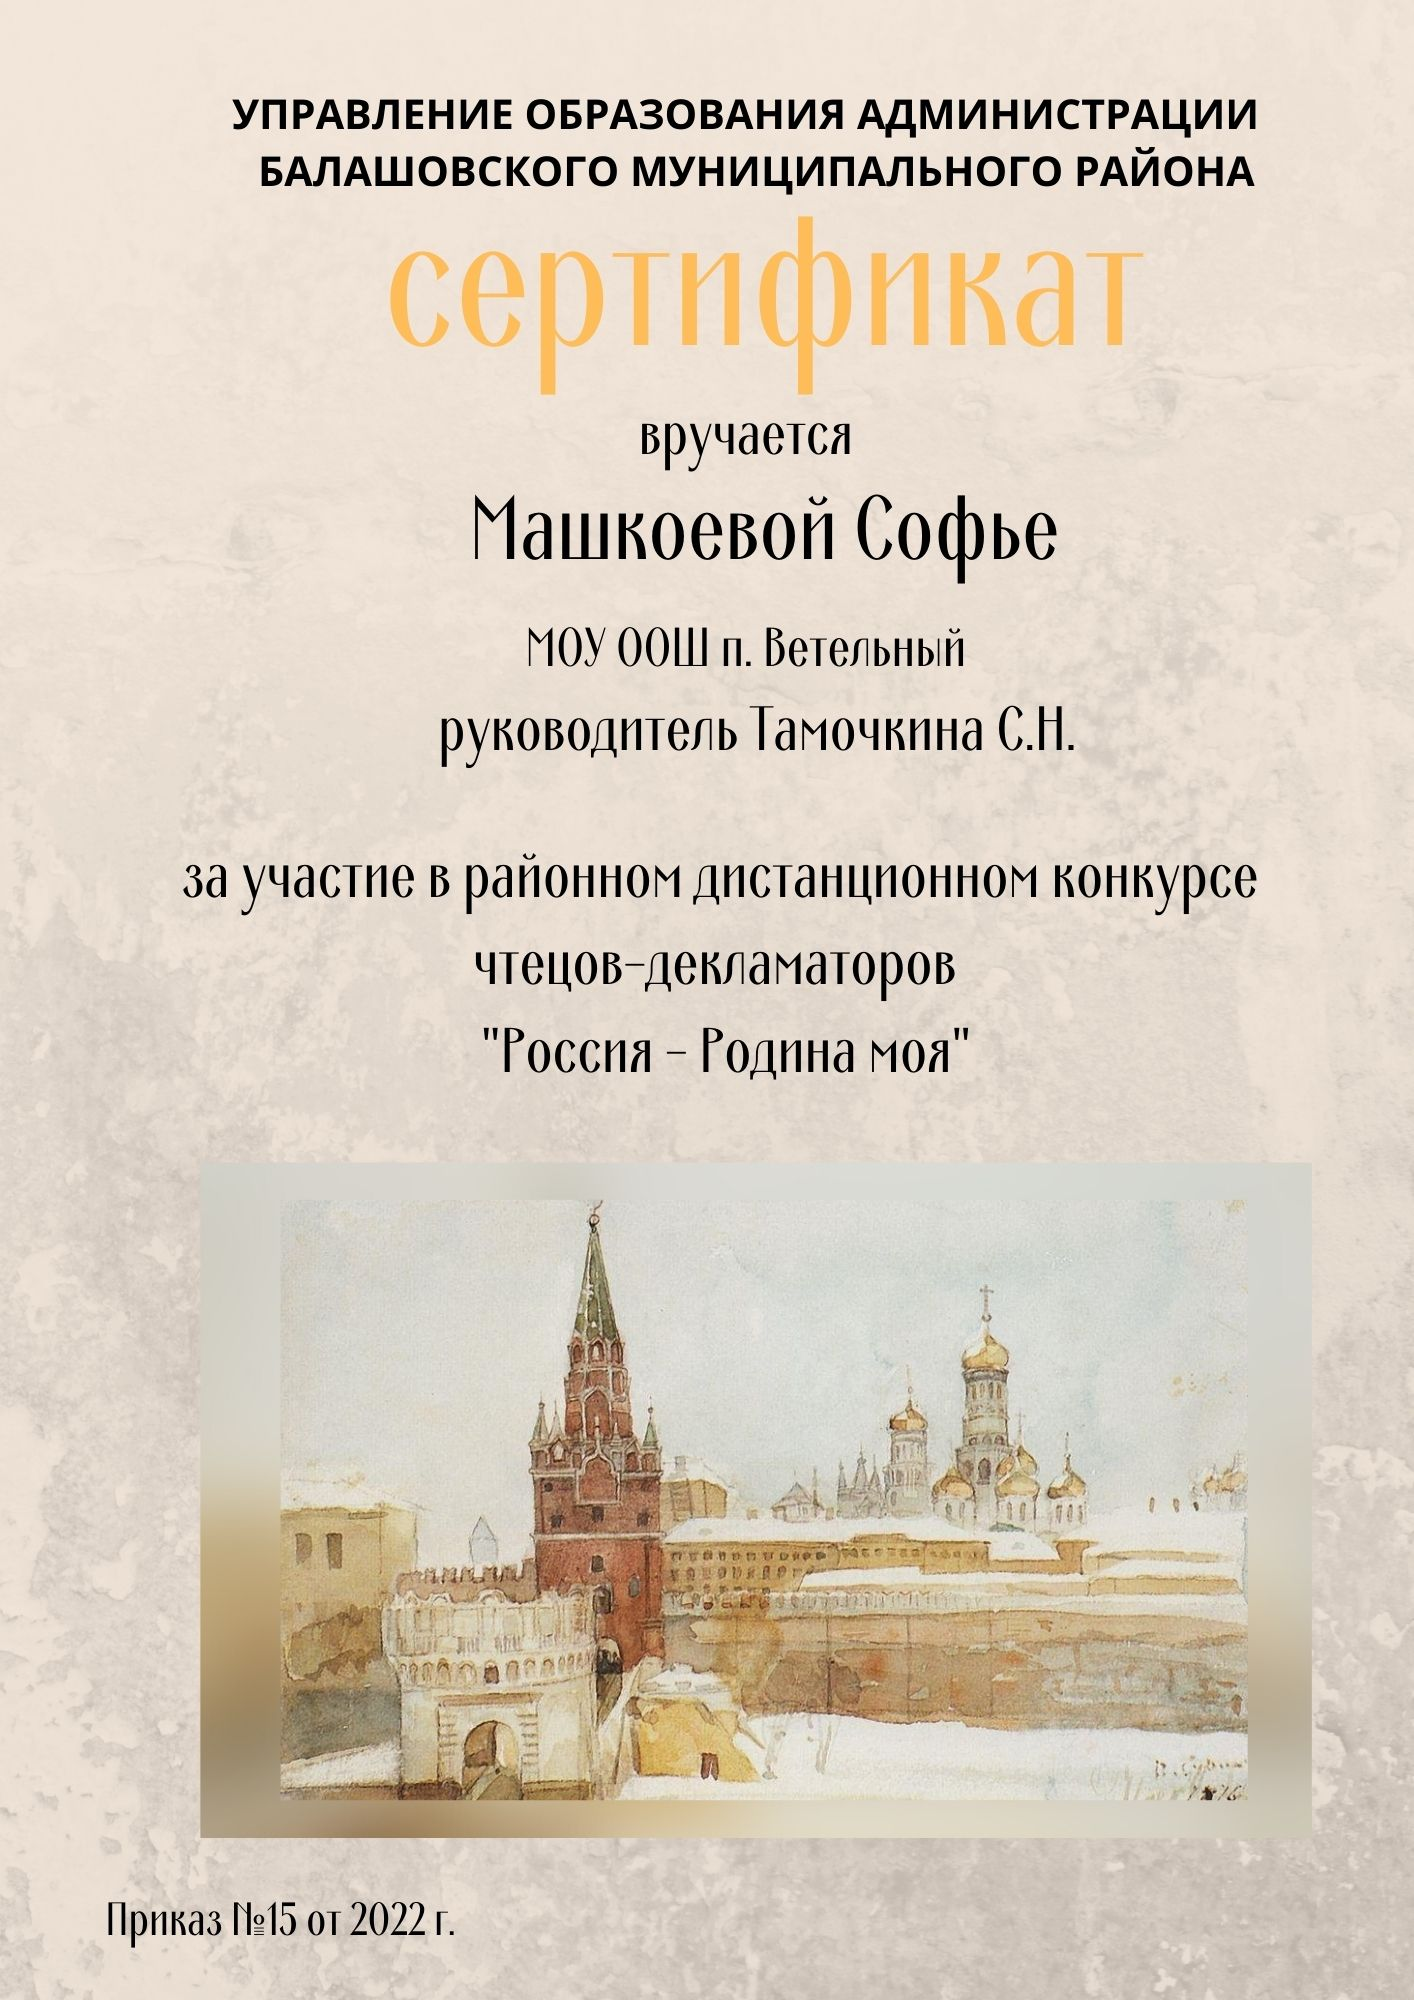 УПРАВЛЕНИЕ ОБРАЗОВАНИЯ АДМИНИСТРАЦИИ
БАЛАШОВСКОГО МУНИЦИПАЛЬНОГО РАЙОНА
сертификат
вручается
Машкоевой Софье
МОУ ООШ п. Ветельный
руководитель Тамочкина С.Н.
за участие в районном дистанционном конкурсе
чтецов-декламаторов
"Россия - Родина моя"
Приказ №15 от 2022 г.